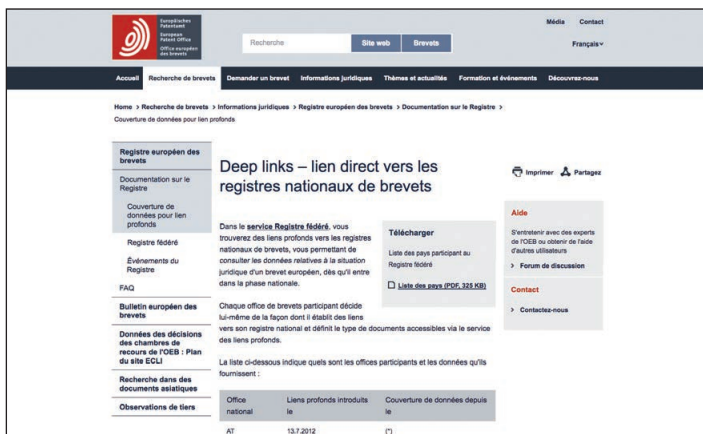 Europäisches
Patentamt
European
Patent Office
Office européen
des brevets
Recherche
Site web
Brevets
Média
Contact
Français
Accueil
Recherche de brevets
Demander un brevet
Informations juridiques
Thèmes et actualités
Formation et événements
Découvrez-nous
Home > Recherche de brevets > Informations juridiques > Registre européen des brevets > Documentation sur le Registre >
Couverture de données pour lien profonds
Registre européen des
brevets
Documentation sur le
Registre
Couverture de
données pour lien
profonds
Registre fédéré
Événements du
Registre
FAQ
Bulletin européen des
brevets
Données des décisions
des chambres de
recours de l'OEB : Plan
du site ECLI
Recherche dans des
documents asiatiques
Observations de tiers
Deep links – lien direct vers les
registres nationaux de brevets
Dans le service Registre fédéré, vous
trouverez des liens profonds vers les registres
nationaux de brevets, vous permettant de
consulter les données relatives à la situation
juridique d'un brevet européen, dès qu'il entre
dans la phase nationale.
Chaque office de brevets participant décide
lui-même de la façon dont il établit des liens
vers son registre national et définit le type de documents accessibles via le service
des liens profonds.
La liste ci-dessous indique quels sont les offices participants et les données qu'ils
fournissent :
Office
national
Liens profonds introduits
le
Couverture de données depuis
le
AT
13.7.2012
(*)
Télécharger
Liste des pays participant au
Registre fédéré
Liste des pays (PDF, 325 KB)
Imprimer
Partagez
Aide
S'entretenir avec des experts
de l'OEB ou obtenir de l'aide
d'autres utilisateurs
> Forum de discussion
Contact
> Contactez-nous